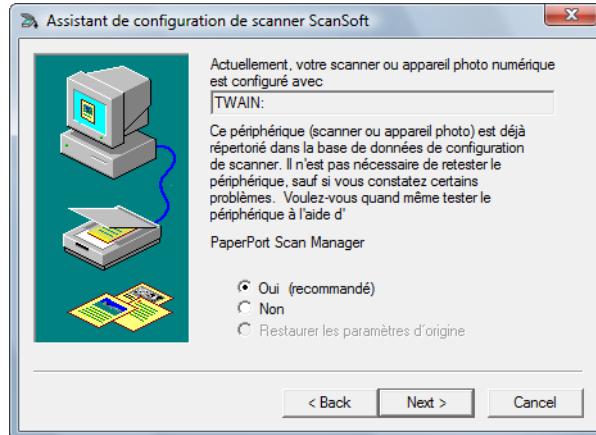 Assistant de configuration de scanner ScanSoft
Actuellement, votre scanner ou appareil photo numérique
est configuré avec
TWAIN:
Ce périphérique (scanner ou appareil photo) est déjà
répertorié dans la base de données de configuration
de scanner. Il n'est pas nécessaire de retester le
périphérique, sauf si vous constatez certains
problèmes. Voulez-vous quand même tester le
périphérique à l'aide d'
PaperPort Scan Manager
Oui (recommandé)
Non
Restaurer les paramètres d'origine
< Back
Next >
Cancel